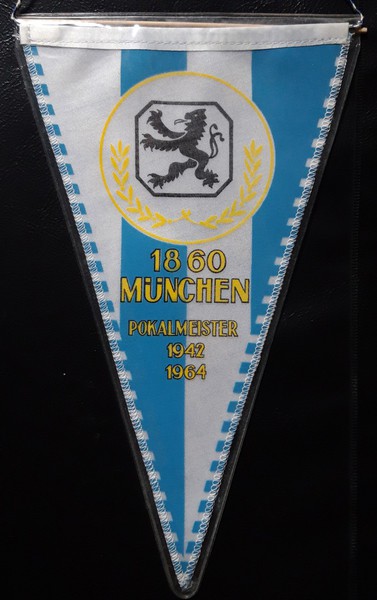 1860
MÜNCHEN
POKALMEISTER
1942
1964